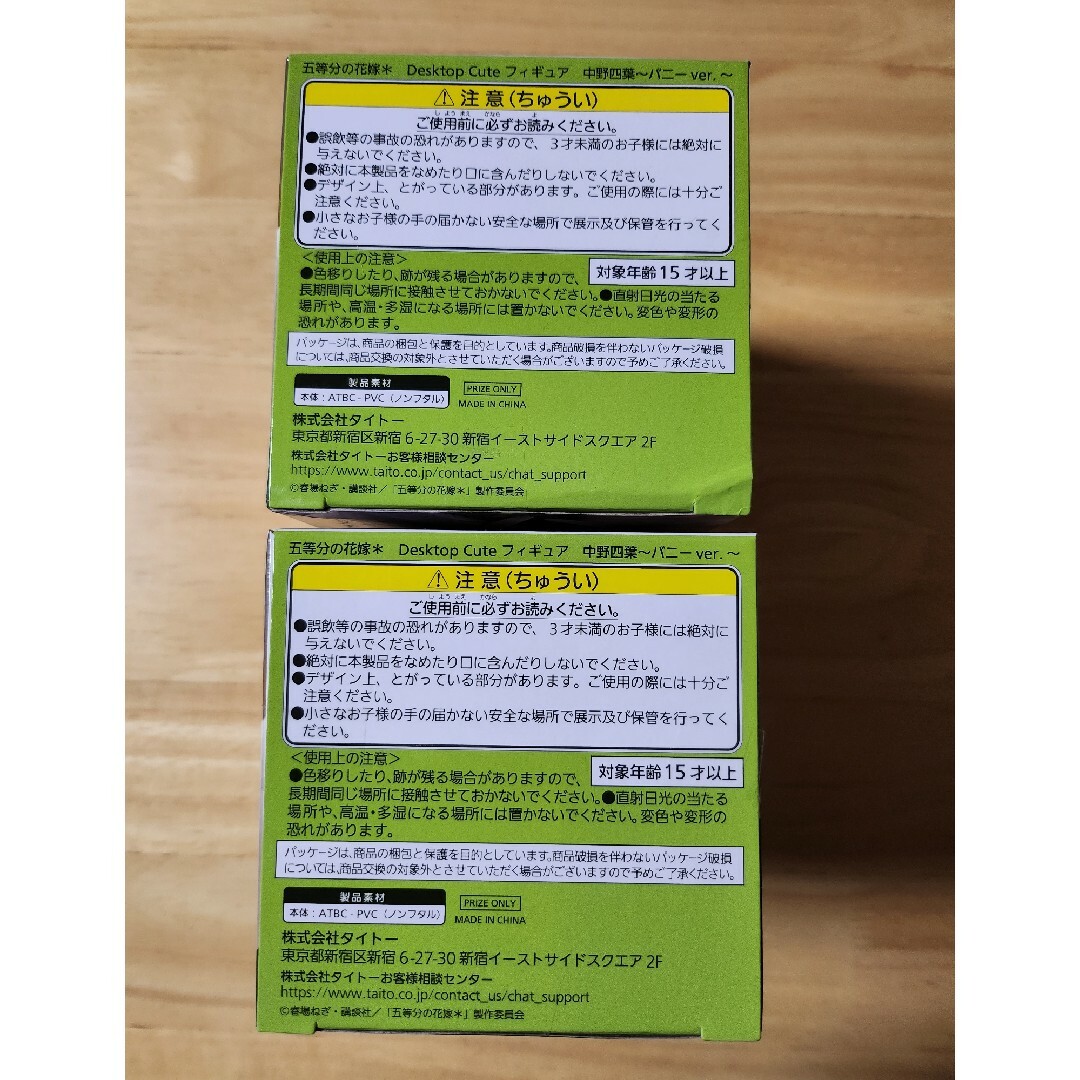 五等分の花嫁＊ Desktop Cute フィギュア 中野四葉～バニー ver. ～
⚠ 注 意（ちゅうい）
しようまえ かなら よ
ご使用前に必ずお読みください。
●誤飲等の事故の恐れがありますので、３才未満のお子様には絶対に
与えないでください。
●絶対に本製品をなめたり口に含んだりしないでください。
●デザイン上、とがっている部分があります。ご使用の際には十分ご
注意ください。
●小さなお子様の手の届かない安全な場所で展示及び保管を行ってく
ださい。
＜使用上の注意＞
●色移りしたり、跡が残る場合がありますので、
対象年齢 15 才以上
長期間同じ場所に接触させておかないでください。●直射日光の当たる
場所や、高温・多湿になる場所には置かないでください。変色や変形の
恐れがあります。
パッケージは、商品の梱包と保護を目的としています。商品破損を伴わないパッケージ破損
については、商品交換の対象外とさせていただく場合がございますので予めご了承ください。
製品素材
本体：ATBC - PVC（ノンフタル）
PRIZE ONLY
MADE IN CHINA
株式会社タイトー
東京都新宿区新宿 6-27-30 新宿イーストサイドスクエア 2F
株式会社タイトーお客様相談センター
https://www.taito.co.jp/contact_us/chat_support
©春場ねぎ・講談社／「五等分の花嫁＊」製作委員会
五等分の花嫁＊ Desktop Cute フィギュア 中野四葉～バニー ver. ～
⚠ 注 意（ちゅうい）
しようまえ かなら よ
ご使用前に必ずお読みください。
●誤飲等の事故の恐れがありますので、３才未満のお子様には絶対に
与えないでください。
●絶対に本製品をなめたり口に含んだりしないでください。
●デザイン上、とがっている部分があります。ご使用の際には十分ご
注意ください。
●小さなお子様の手の届かない安全な場所で展示及び保管を行ってく
ださい。
＜使用上の注意＞
●色移りしたり、跡が残る場合がありますので、
対象年齢 15 才以上
長期間同じ場所に接触させておかないでください。●直射日光の当たる
場所や、高温・多湿になる場所には置かないでください。変色や変形の
恐れがあります。
パッケージは、商品の梱包と保護を目的としています。商品破損を伴わないパッケージ破損
については、商品交換の対象外とさせていただく場合がございますので予めご了承ください。
製品素材
本体：ATBC - PVC（ノンフタル）
PRIZE ONLY
MADE IN CHINA
株式会社タイトー
東京都新宿区新宿 6-27-30 新宿イーストサイドスクエア 2F
株式会社タイトーお客様相談センター
https://www.taito.co.jp/contact_us/chat_support
©春場ねぎ・講談社／「五等分の花嫁＊」製作委員会